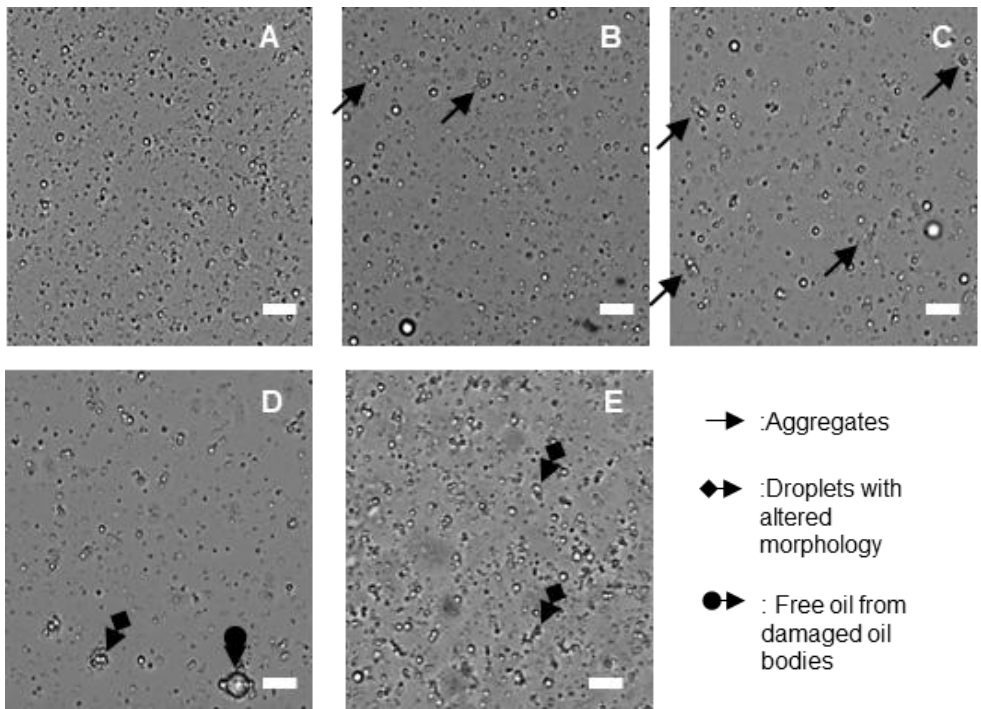 A
B
C
D
E
:Aggregates
:Droplets with
altered
morphology
: Free oil from
damaged oil
bodies